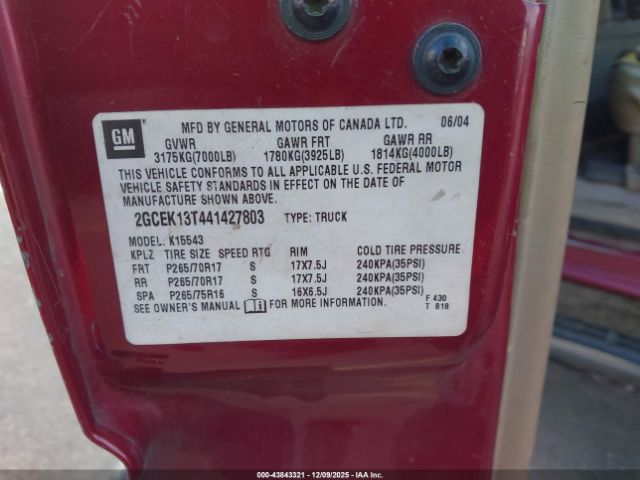 GM
MFD BY GENERAL MOTORS OF CANADA LTD. 06/04
GVWR GAWR FRT GAWR RR
3175KG(7000LB) 1780KG(3925LB) 1814KG(4000LB)
THIS VEHICLE CONFORMS TO ALL APPLICABLE U.S. FEDERAL MOTOR
VEHICLE SAFETY STANDARDS IN EFFECT ON THE DATE OF
MANUFACTURE SHOWN ABOVE.
2GCEK13T441427803 TYPE: TRUCK
MODEL: K15543
KPLZ TIRE SIZE SPEED RTG RIM COLD TIRE PRESSURE
FRT P265/70R17 S 17X7.5J 240KPA(35PSI)
RR P265/70R17 S 17X7.5J 240KPA(35PSI)
SPA P265/75R16 S 16X6.5J 240KPA(35PSI)
SEE OWNER'S MANUAL FOR MORE INFORMATION.
F 430
T 818
000-43843321 - 12/09/2025 - IAAI.COM